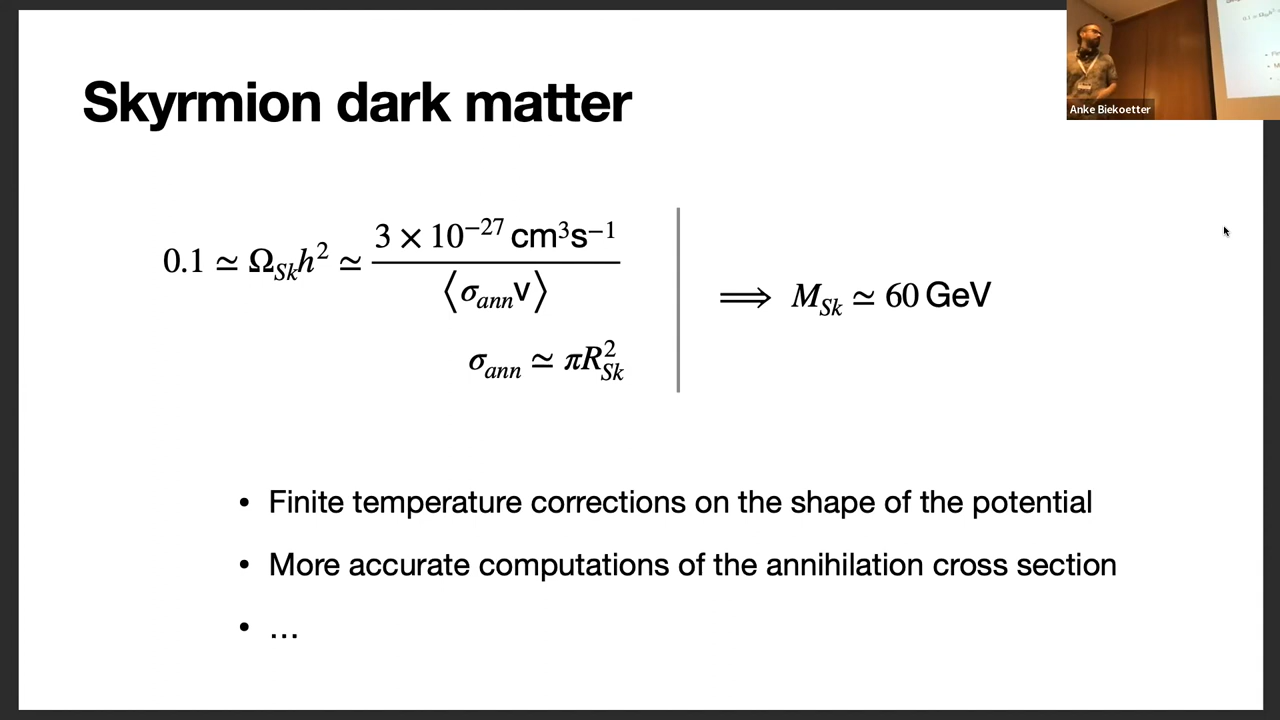 Skyrmion dark matter
0.1 ≃ Ω_Sk h² ≃ 3 × 10⁻²⁷ cm³s⁻¹ / ⟨σ_ann v⟩
σ_ann ≃ πR²_Sk
⟹ M_Sk ≃ 60 GeV
• Finite temperature corrections on the shape of the potential
• More accurate computations of the annihilation cross section
• …
Anke Biekoetter